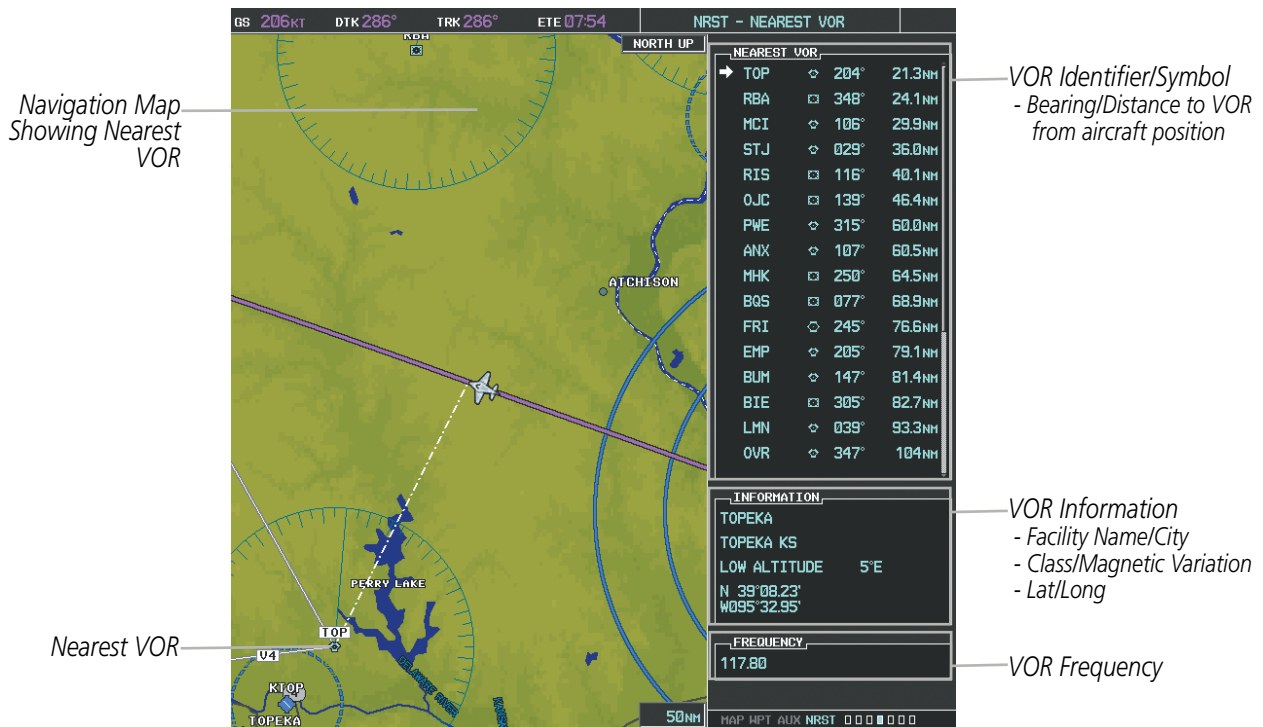 GS 206KT DTK 286° TRK 286° ETE 07:54 NRST - NEAREST VOR
Navigation Map
Showing Nearest
VOR
Nearest VOR
RBA
NORTH UP
ATCHISON
PERRY LAKE
TOP
V4
DELAWARE RIVER
KTOP
TOPEKA
50NM
NEAREST VOR
TOP 204° 21.3NM
RBA 348° 24.1NM
MCI 106° 29.9NM
STJ 029° 36.0NM
RIS 116° 40.1NM
OJC 139° 46.4NM
PWE 315° 60.0NM
ANX 107° 60.5NM
MHK 250° 64.5NM
BQS 077° 68.9NM
FRI 245° 76.6NM
EMP 205° 79.1NM
BUM 147° 81.4NM
BIE 305° 82.7NM
LMN 039° 93.3NM
OVR 347° 104NM
INFORMATION
TOPEKA
TOPEKA KS
LOW ALTITUDE 5°E
N 39°08.23'
W095°32.95'
FREQUENCY
117.80
MAP WPT AUX NRST
VOR Identifier/Symbol
- Bearing/Distance to VOR
from aircraft position
VOR Information
- Facility Name/City
- Class/Magnetic Variation
- Lat/Long
VOR Frequency